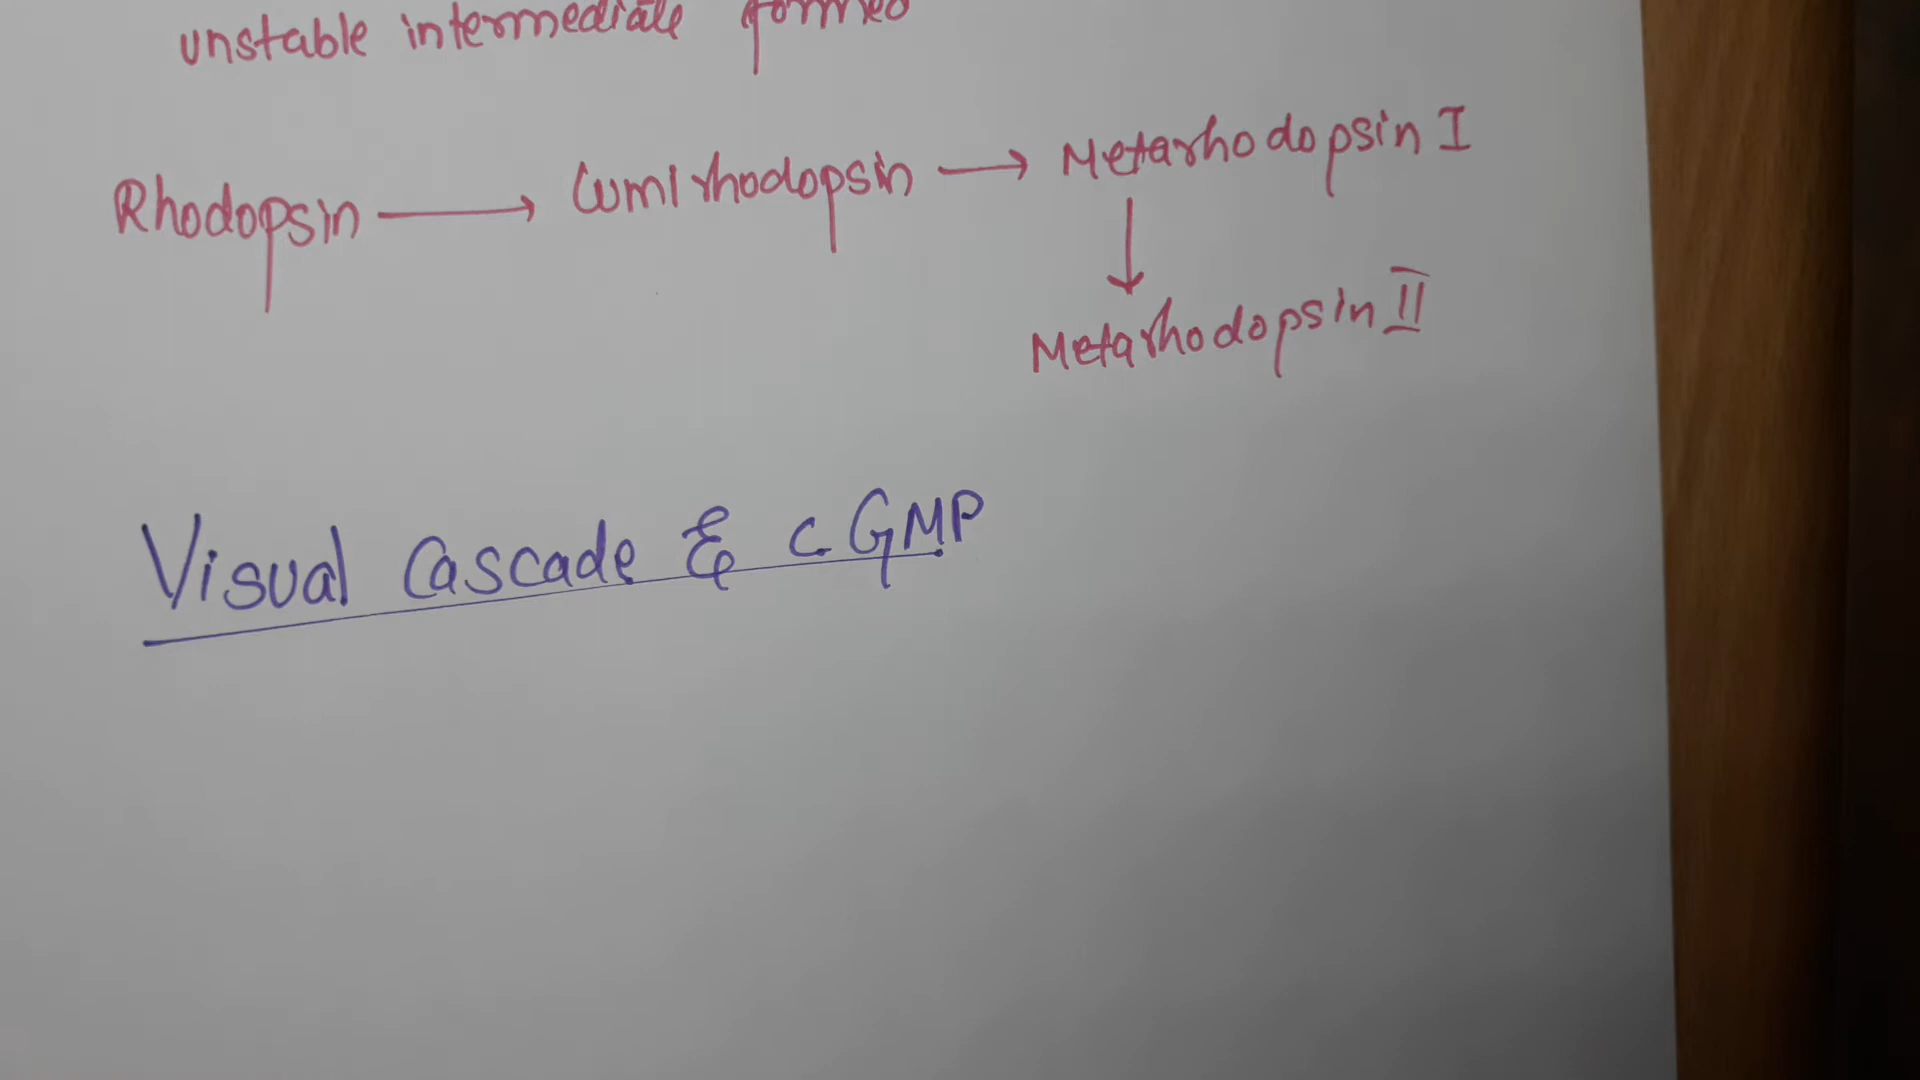 unstable intermediate formed
Rhodopsin → Lumirhodopsin → Metarhodopsin I
↓
Metarhodopsin II
Visual Cascade & cGMP